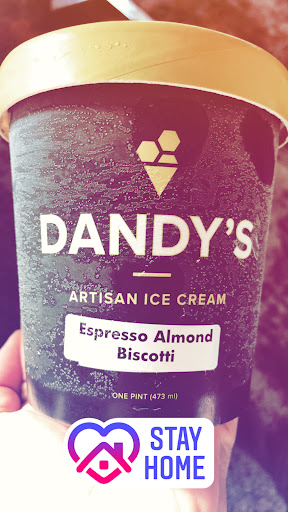 DANDY'S
ARTISAN ICE CREAM
Espresso Almond
Biscotti
ONE PINT (473 ml)
STAY
HOME